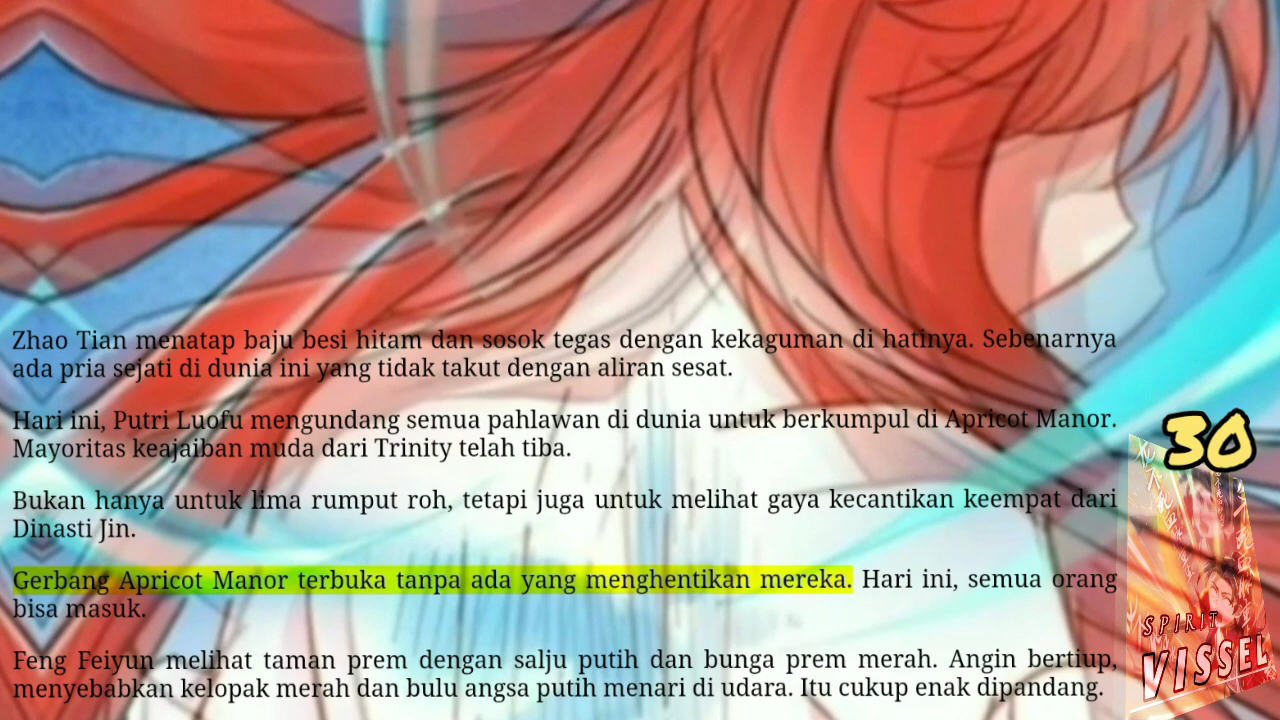 Zhao Tian menatap baju besi hitam dan sosok tegas dengan kekaguman di hatinya. Sebenarnya
ada pria sejati di dunia ini yang tidak takut dengan aliran sesat.
Hari ini, Putri Luofu mengundang semua pahlawan di dunia untuk berkumpul di Apricot Manor.
Mayoritas keajaiban muda dari Trinity telah tiba.
Bukan hanya untuk lima rumput roh, tetapi juga untuk melihat gaya kecantikan keempat dari
Dinasti Jin.
Gerbang Apricot Manor terbuka tanpa ada yang menghentikan mereka. Hari ini, semua orang
bisa masuk.
Feng Feiyun melihat taman prem dengan salju putih dan bunga prem merah. Angin bertiup,
menyebabkan kelopak merah dan bulu angsa putih menari di udara. Itu cukup enak dipandang.
30
SPIRIT
VISSEL